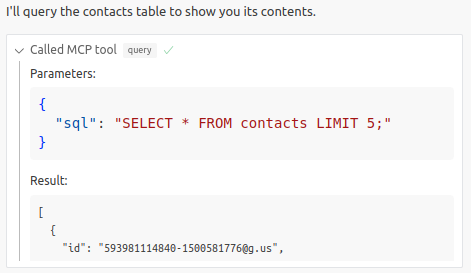 I'll query the contacts table to show you its contents.
Called MCP tool query
Parameters:
{
"sql": "SELECT * FROM contacts LIMIT 5;"
}
Result:
[
{
"id": "593981114840-1500581776@g.us",